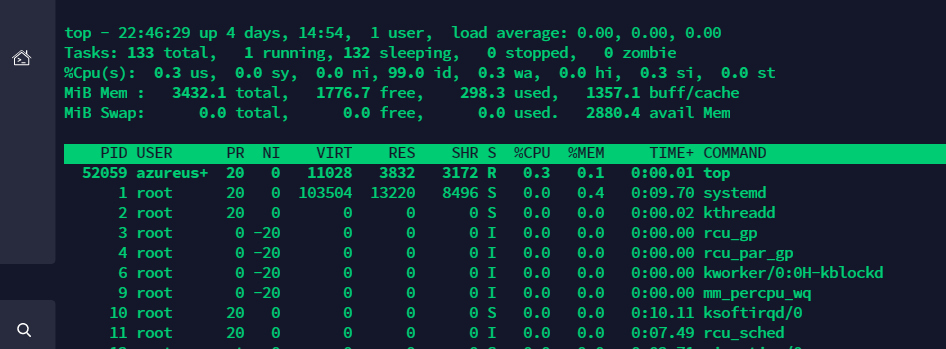 top - 22:46:29 up 4 days, 14:54,  1 user,  load average: 0.00, 0.00, 0.00
Tasks: 133 total,   1 running, 132 sleeping,   0 stopped,   0 zombie
%Cpu(s):  0.3 us,  0.0 sy,  0.0 ni, 99.0 id,  0.3 wa,  0.0 hi,  0.3 si,  0.0 st
MiB Mem :   3432.1 total,   1776.7 free,    298.3 used,   1357.1 buff/cache
MiB Swap:      0.0 total,      0.0 free,      0.0 used.   2880.4 avail Mem
PID USER      PR  NI    VIRT    RES    SHR S  %CPU  %MEM     TIME+ COMMAND
52059 azureus+  20   0   11028   3832   3172 R   0.3   0.1   0:00.01 top
1 root      20   0  103504  13220   8496 S   0.0   0.4   0:09.70 systemd
2 root      20   0       0      0      0 S   0.0   0.0   0:00.02 kthreadd
3 root       0 -20       0      0      0 I   0.0   0.0   0:00.00 rcu_gp
4 root       0 -20       0      0      0 I   0.0   0.0   0:00.00 rcu_par_gp
6 root       0 -20       0      0      0 I   0.0   0.0   0:00.00 kworker/0:0H-kblockd
9 root       0 -20       0      0      0 I   0.0   0.0   0:00.00 mm_percpu_wq
10 root      20   0       0      0      0 S   0.0   0.0   0:10.11 ksoftirqd/0
11 root      20   0       0      0      0 I   0.0   0.0   0:07.49 rcu_sched